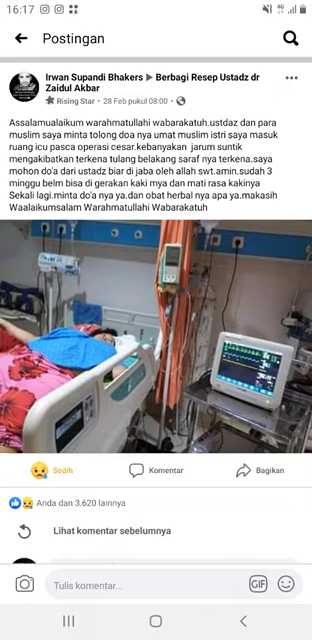 16:17
Postingan
Irwan Supandi Bhakers ▶ Berbagi Resep Ustadz dr
Zaidul Akbar
Rising Star • 28 Feb pukul 08:00 •
Assalamualaikum warahmatullahi wabarakatuh.ustdaz dan para
muslim saya minta tolong doa nya umat muslim istri saya masuk
ruang icu pasca operasi cesar.kebanyakan jarum suntik
mengakibatkan terkena tulang belakang saraf nya terkena.saya
mohon do'a dari ustadz biar di jaba oleh allah swt.amin.sudah 3
minggu belm bisa di gerakan kaki mya dan mati rasa kakinya
Sekali lagi.minta do'a nya ya.dan obat herbal nya apa ya.makasih
Waalaikumsalam Warahmatullahi Wabarakatuh
Sedih
Komentar
Bagikan
Anda dan 3.620 lainnya
Lihat komentar sebelumnya
Tulis komentar...
GIF